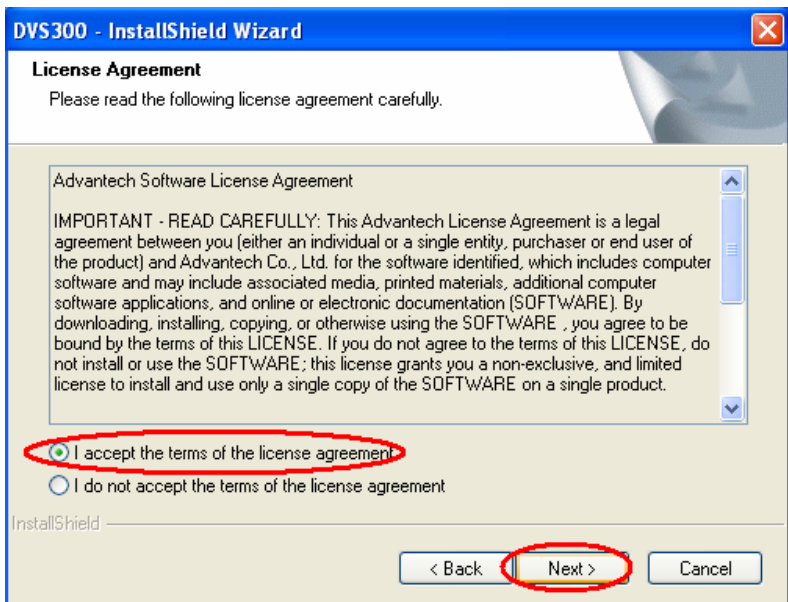 DVS300 - InstallShield Wizard
License Agreement
Please read the following license agreement carefully.
Advantech Software License Agreement
IMPORTANT - READ CAREFULLY: This Advantech License Agreement is a legal
agreement between you (either an individual or a single entity, purchaser or end user of
the product) and Advantech Co., Ltd. for the software identified, which includes computer
software and may include associated media, printed materials, additional computer
software applications, and online or electronic documentation (SOFTWARE). By
downloading, installing, copying, or otherwise using the SOFTWARE , you agree to be
bound by the terms of this LICENSE. If you do not agree to the terms of this LICENSE, do
not install or use the SOFTWARE; this license grants you a non-exclusive, and limited
license to install and use only a single copy of the SOFTWARE on a single product.
I accept the terms of the license agreement
I do not accept the terms of the license agreement
InstallShield
< Back Next > Cancel